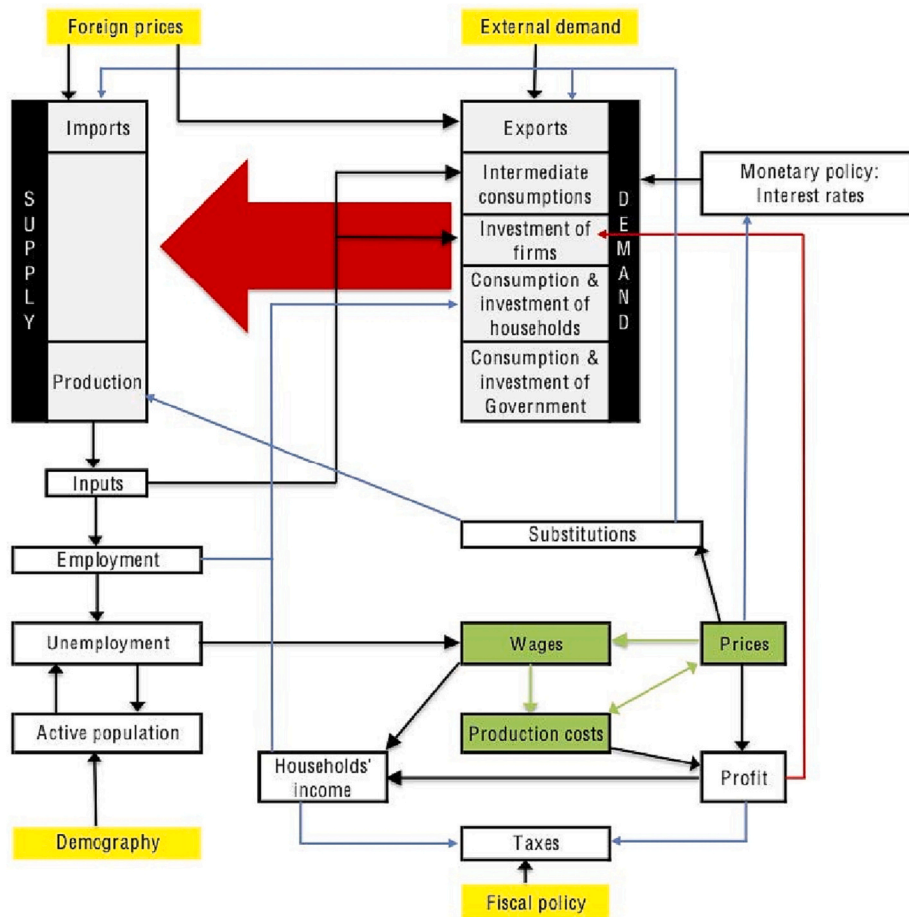 Foreign prices
External demand
SUPPLY
Imports
Production
Exports
Intermediate
consumptions
Investment of
firms
Consumption &
investment of
households
Consumption &
investment of
Government
DEMAND
Monetary policy:
Interest rates
Inputs
Substitutions
Employment
Unemployment
Wages
Prices
Active population
Production costs
Households'
income
Profit
Demography
Taxes
Fiscal policy